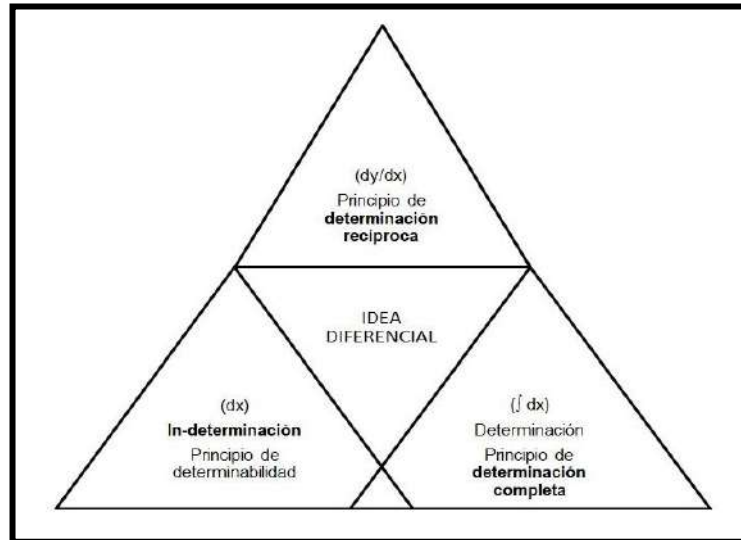 (dy/dx)
Principio de
determinación
recíproca
IDEA
DIFERENCIAL
(dx)
In-determinación
Principio de
determinabilidad
(∫ dx)
Determinación
Principio de
determinación
completa